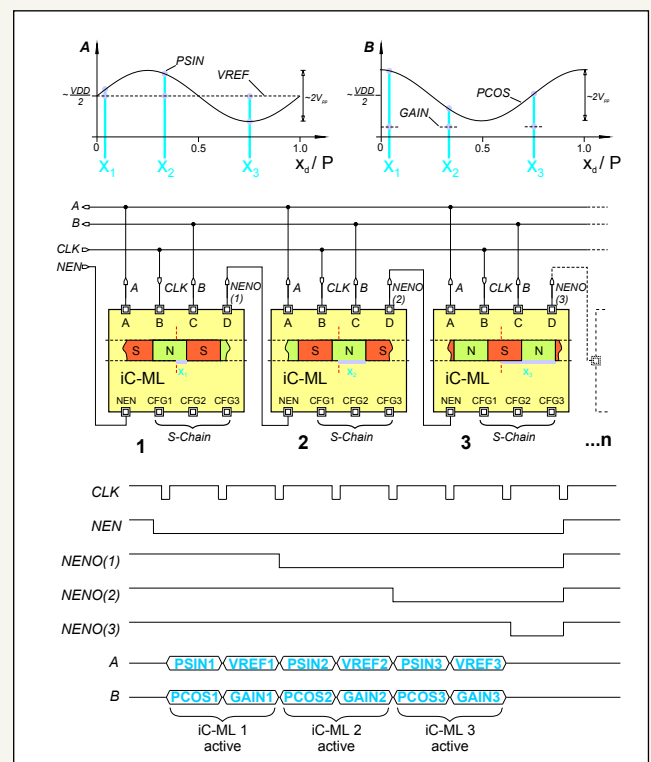 A
PSIN
VREF
~ VDD
2
~2Vpp
0
0.5
1.0
x1
x2
x3
xd / P
B
PCOS
GAIN
~ VDD
2
~2Vpp
0
0.5
1.0
x1
x2
x3
xd / P
A
B
CLK
NEN
A CLK B NENO (1)
A CLK B NENO (2)
A CLK B NENO (3)
A B C D
A B C D
A B C D
S N S
N S N S
N S N
iC-ML
iC-ML
iC-ML
NEN CFG1 CFG2 CFG3
NEN CFG1 CFG2 CFG3
NEN CFG1 CFG2 CFG3
1 S-Chain 2 S-Chain 3 S-Chain ...n
CLK
NEN
NENO(1)
NENO(2)
NENO(3)
A PSIN1 VREF1 PSIN2 VREF2 PSIN3 VREF3
B PCOS1 GAIN1 PCOS2 GAIN2 PCOS3 GAIN3
iC-ML 1 iC-ML 2 iC-ML 3
active active active